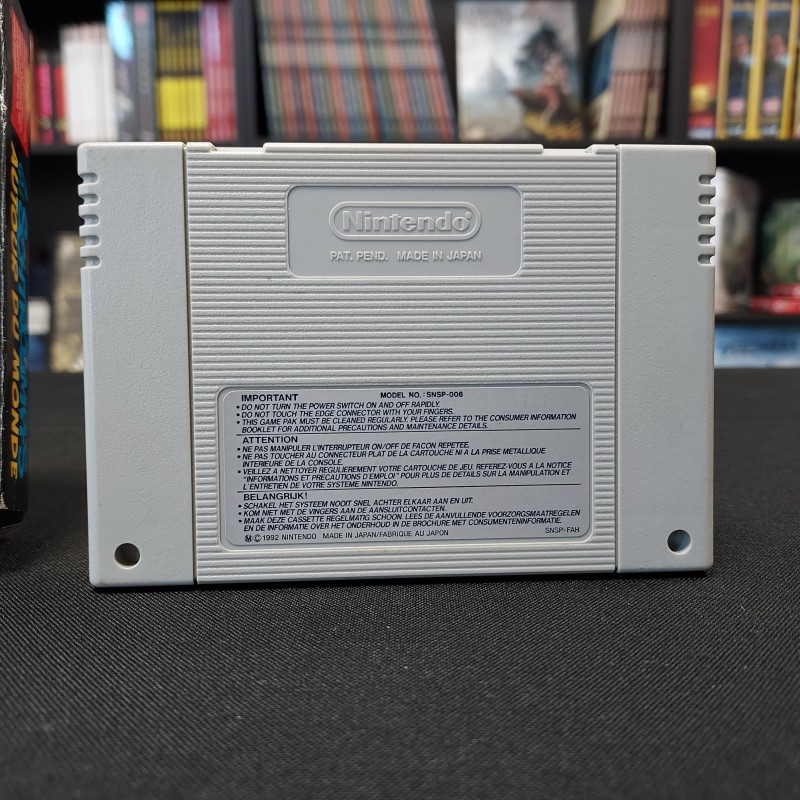 Nintendo®
PAT. PEND. MADE IN JAPAN
IMPORTANT MODEL NO.:SNSP-006
• DO NOT TURN THE POWER SWITCH ON AND OFF RAPIDLY.
• DO NOT TOUCH THE EDGE CONNECTOR WITH YOUR FINGERS.
• THIS GAME PAK MUST BE CLEANED REGULARLY. PLEASE REFER TO THE CONSUMER INFORMATION
BOOKLET FOR ADDITIONAL PRECAUTIONS AND MAINTENANCE DETAILS.
ATTENTION
• NE PAS MANIPULER L'INTERRUPTEUR ON/OFF DE FACON REPETEE.
• NE PAS TOUCHER AU CONNECTEUR PLAT DE LA CARTOUCHE NI A LA PRISE METALLIQUE
INTERIEURE DE LA CONSOLE.
• VEILLEZ A NETTOYER REGULIEREMENT VOTRE CARTOUCHE DE JEU. REFEREZ-VOUS A LA NOTICE
"INFORMATIONS ET PRECAUTIONS D'EMPLOI" POUR PLUS DE DETAILS SUR LA MANIPULATION ET
L'ENTRETIEN DE VOTRE SYSTEME NINTENDO.
BELANGRIJK!
• SCHAKEL HET SYSTEEM NOOIT SNEL ACHTER ELKAAR AAN EN UIT.
• KOM NIET MET DE VINGERS AAN DE AANSLUITCONTACTEN.
• MAAK DEZE CASSETTE REGELMATIG SCHOON. LEES DE AANVULLENDE VOORZORGSMAATREGELEN
EN DE INFORMATIE OVER HET ONDERHOUD IN DE BROCHURE MET CONSUMENTENINFORMATIE.
Ⓜ©1992 NINTENDO MADE IN JAPAN/FABRIQUE AU JAPON SNSP-FAH
AUTOUR DU MONDE